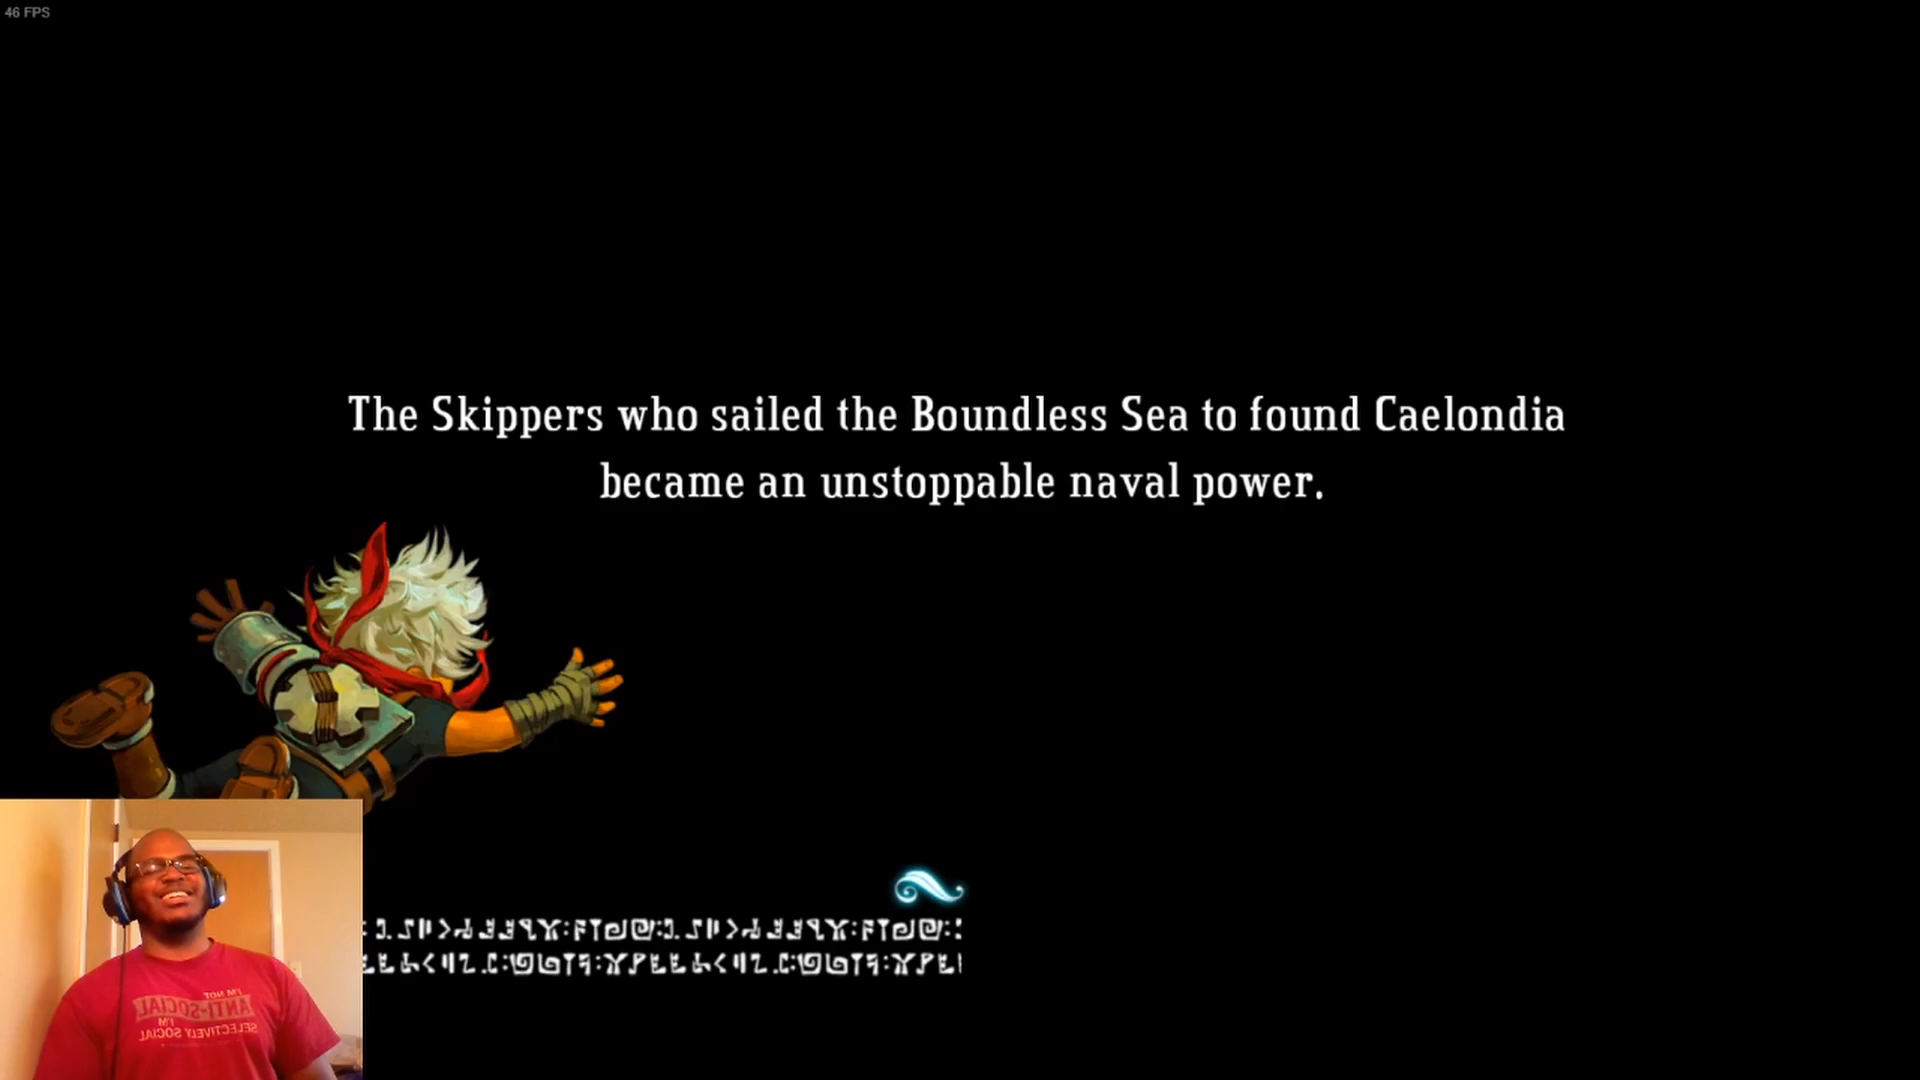 46 FPS
The Skippers who sailed the Boundless Sea to found Caelondia
became an unstoppable naval power.
I'M NOT
ANTI-SOCIAL
I'M
SELECTIVELY SOCIAL